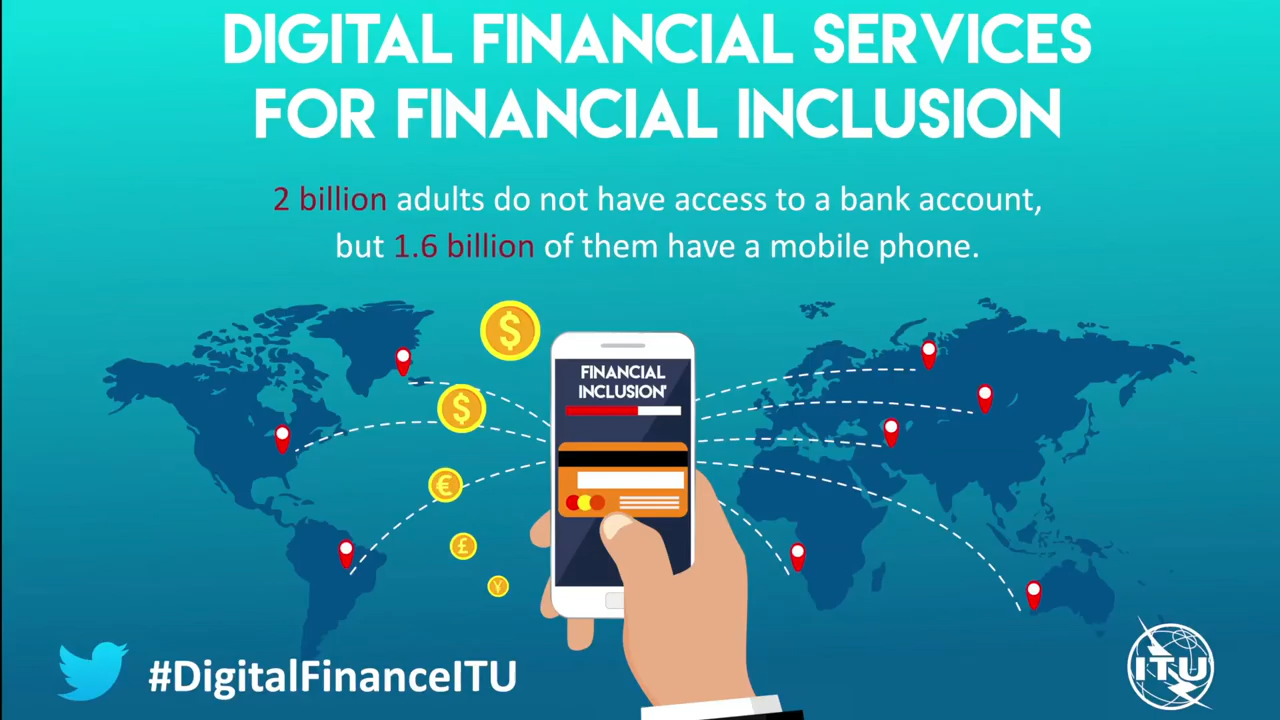 DIGITAL FINANCIAL SERVICES
FOR FINANCIAL INCLUSION
2 billion adults do not have access to a bank account,
but 1.6 billion of them have a mobile phone.
$
$
€
£
¥
FINANCIAL
INCLUSION
#DigitalFinanceITU
ITU